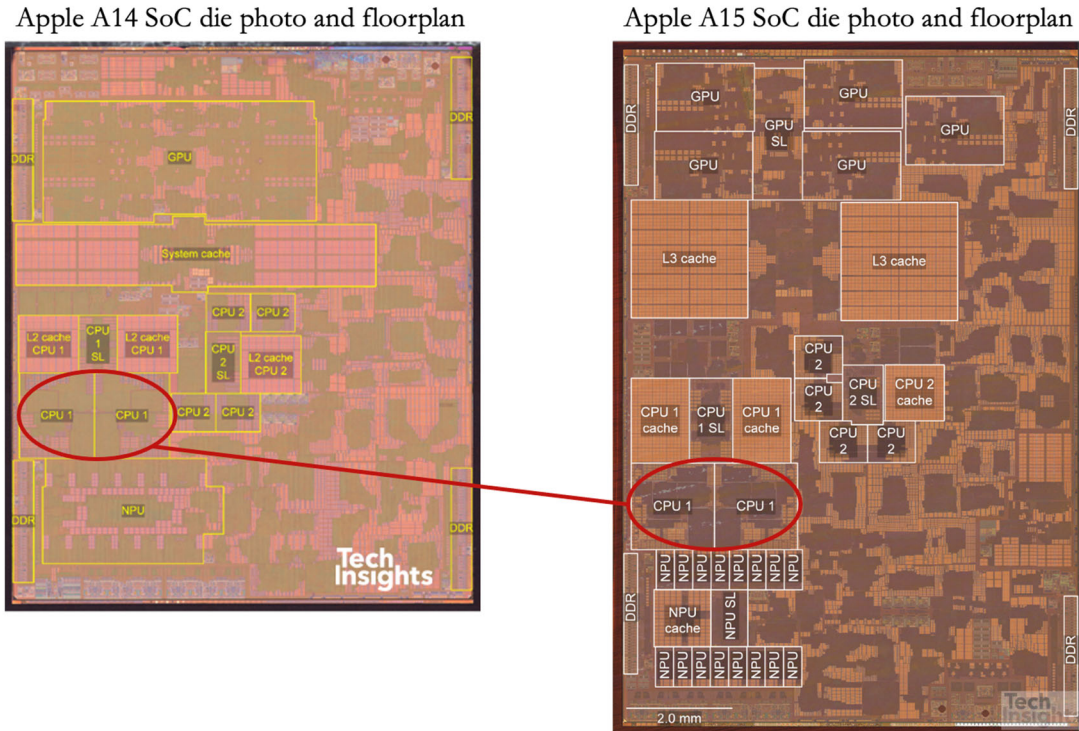 Apple A14 SoC die photo and floorplan
DDR
DDR
GPU
System cache
CPU 2
CPU 2
L2 cache
CPU 1
CPU
1
SL
L2 cache
CPU 1
CPU
2
SL
L2 cache
CPU 2
CPU 1
CPU 1
CPU 2
CPU 2
DDR
NPU
DDR
Tech
Insights
Apple A15 SoC die photo and floorplan
DDR
GPU
GPU
GPU
DDR
GPU
SL
GPU
GPU
L3 cache
L3 cache
CPU
2
CPU
2
CPU
2 SL
CPU 2
cache
CPU 1
cache
CPU
1 SL
CPU 1
cache
CPU
2
CPU
2
CPU 1
CPU 1
NPU
NPU
NPU
NPU
NPU
NPU
NPU
NPU
DDR
NPU
cache
NPU SL
DDR
NPU
NPU
NPU
NPU
NPU
NPU
NPU
NPU
2.0 mm
Tech
Insights